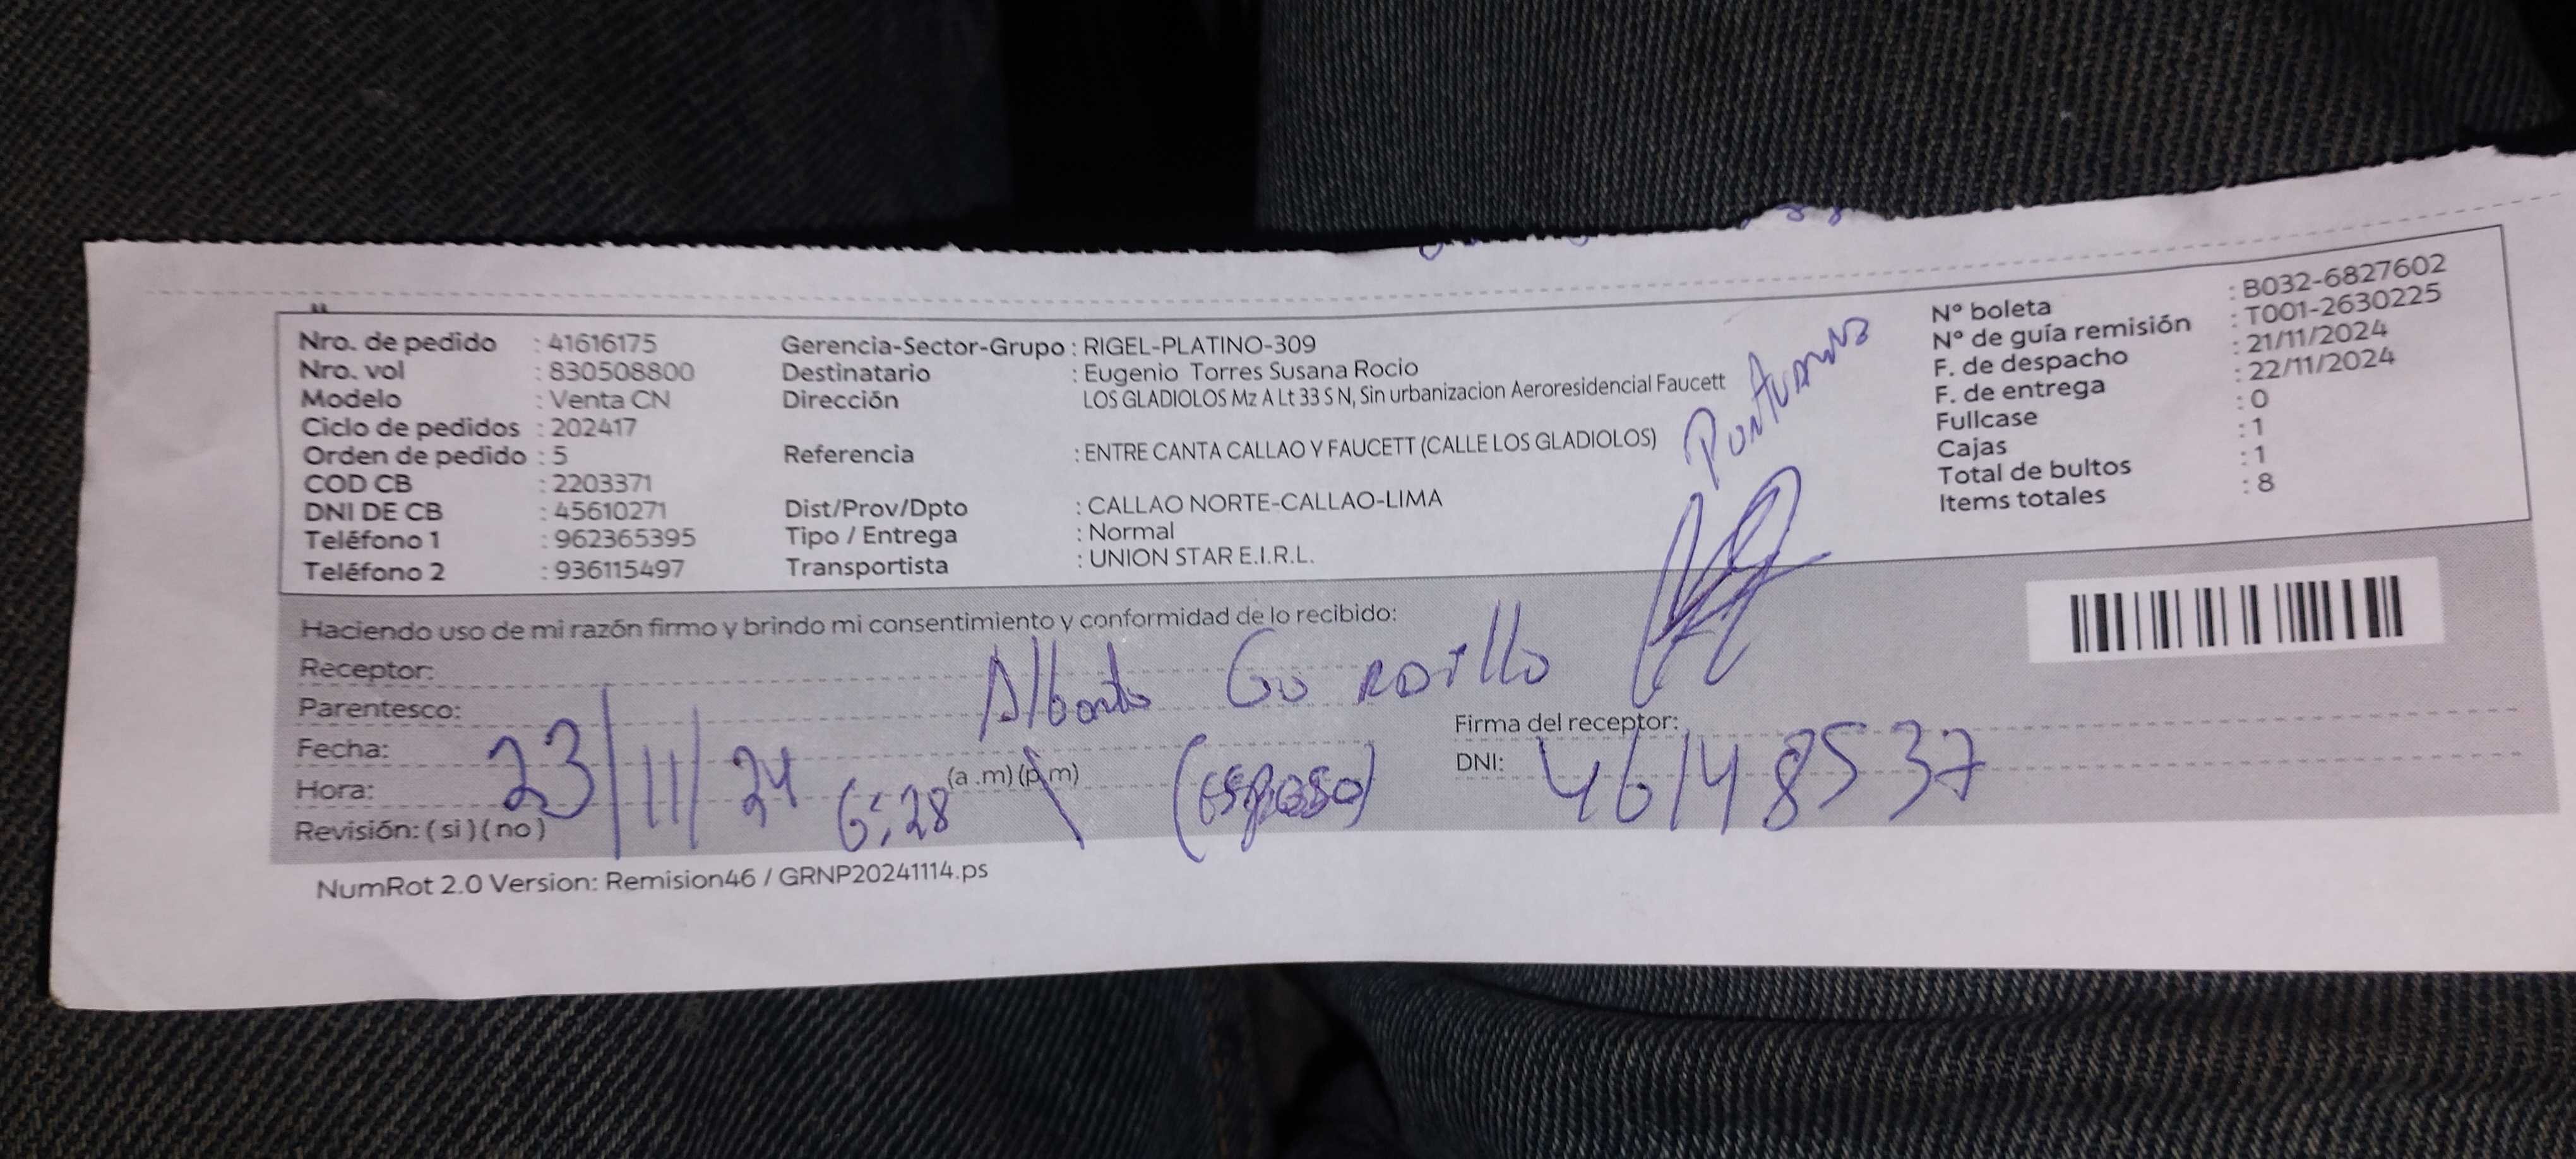 Nro. de pedido : 41616175
Nro. vol : 830508800
Modelo : Venta CN
Ciclo de pedidos : 202417
Orden de pedido : 5
COD CB : 2203371
DNI DE CB : 45610271
Teléfono 1 : 962365395
Teléfono 2 : 936115497
Gerencia-Sector-Grupo : RIGEL-PLATINO-309
Destinatario : Eugenio Torres Susana Rocio
Dirección LOS GLADIOLOS Mz A Lt 33 S N, Sin urbanizacion Aeroresidencial Faucett
Referencia : ENTRE CANTA CALLAO Y FAUCETT (CALLE LOS GLADIOLOS)
Dist/Prov/Dpto : CALLAO NORTE-CALLAO-LIMA
Tipo / Entrega : Normal
Transportista : UNION STAR E.I.R.L.
Nº boleta : B032-6827602
Nº de guía remisión : T001-2630225
F. de despacho : 21/11/2024
F. de entrega : 22/11/2024
Fullcase : 0
Cajas : 1
Total de bultos : 1
Items totales : 8
Haciendo uso de mi razón firmo y brindo mi consentimiento y conformidad de lo recibido:
Receptor: Alberto Gordillo
Parentesco: (esposo)
Fecha: 23/11/24
Hora: 6:28 (a .m) (p.m)
Revisión: ( si ) ( no )
Firma del receptor:
DNI: 46148537
NumRot 2.0 Version: Remision46 / GRNP20241114.ps